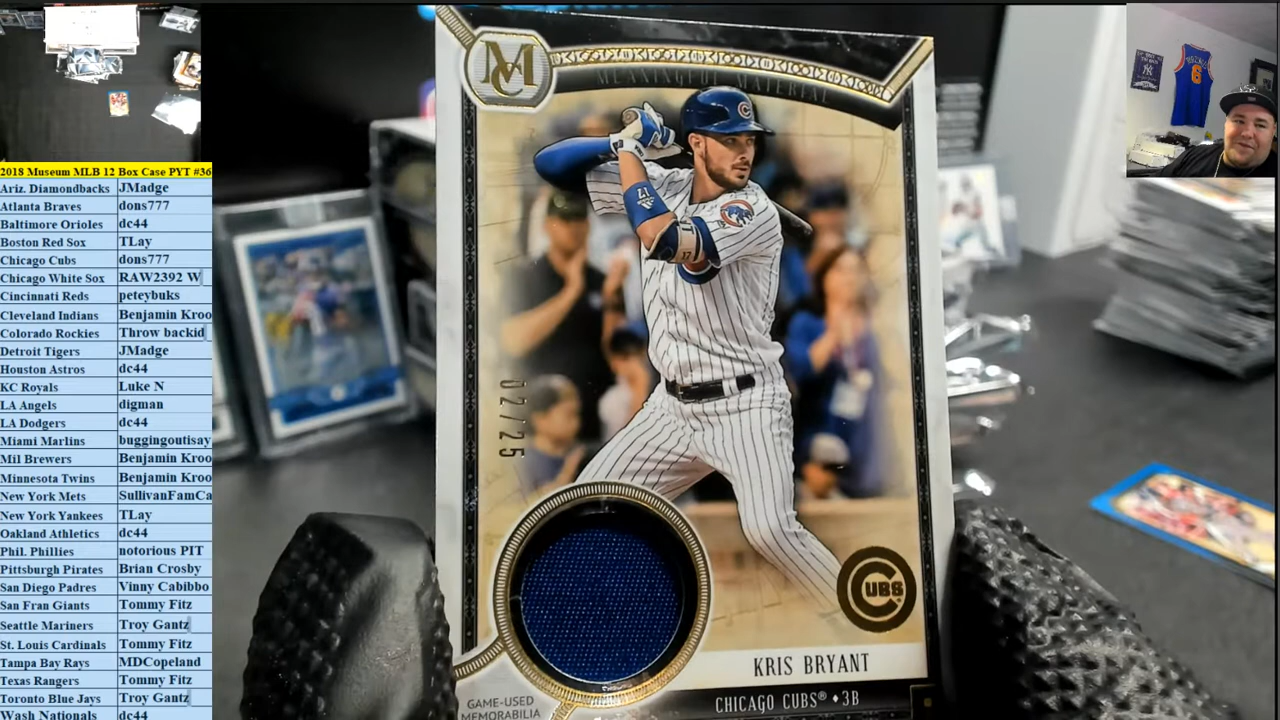 2018 Museum MLB 12 Box Case PYT #36
Ariz. Diamondbacks JMadge
Atlanta Braves dons777
Baltimore Orioles dc44
Boston Red Sox TLay
Chicago Cubs dons777
Chicago White Sox RAW2392 W
Cincinnati Reds peteybuks
Cleveland Indians Benjamin Kroo
Colorado Rockies Throw backid
Detroit Tigers JMadge
Houston Astros dc44
KC Royals Luke N
LA Angels digman
LA Dodgers dc44
Miami Marlins buggingoutisay
Mil Brewers Benjamin Kroo
Minnesota Twins Benjamin Kroo
New York Mets SullivanFamCa
New York Yankees TLay
Oakland Athletics dc44
Phil. Phillies notorious PIT
Pittsburgh Pirates Brian Crosby
San Diego Padres Vinny Cabibbo
San Fran Giants Tommy Fitz
Seattle Mariners Troy Gantz
St. Louis Cardinals Tommy Fitz
Tampa Bay Rays MDCopeland
Texas Rangers Tommy Fitz
Toronto Blue Jays Troy Gantz
Wash Nationals dc44
MC
MEANINGFUL MATERIAL
C
17
17
02/25
CUBS
KRIS BRYANT
CHICAGO CUBS® • 3B
GAME-USED
MEMORABILIA
NY
6